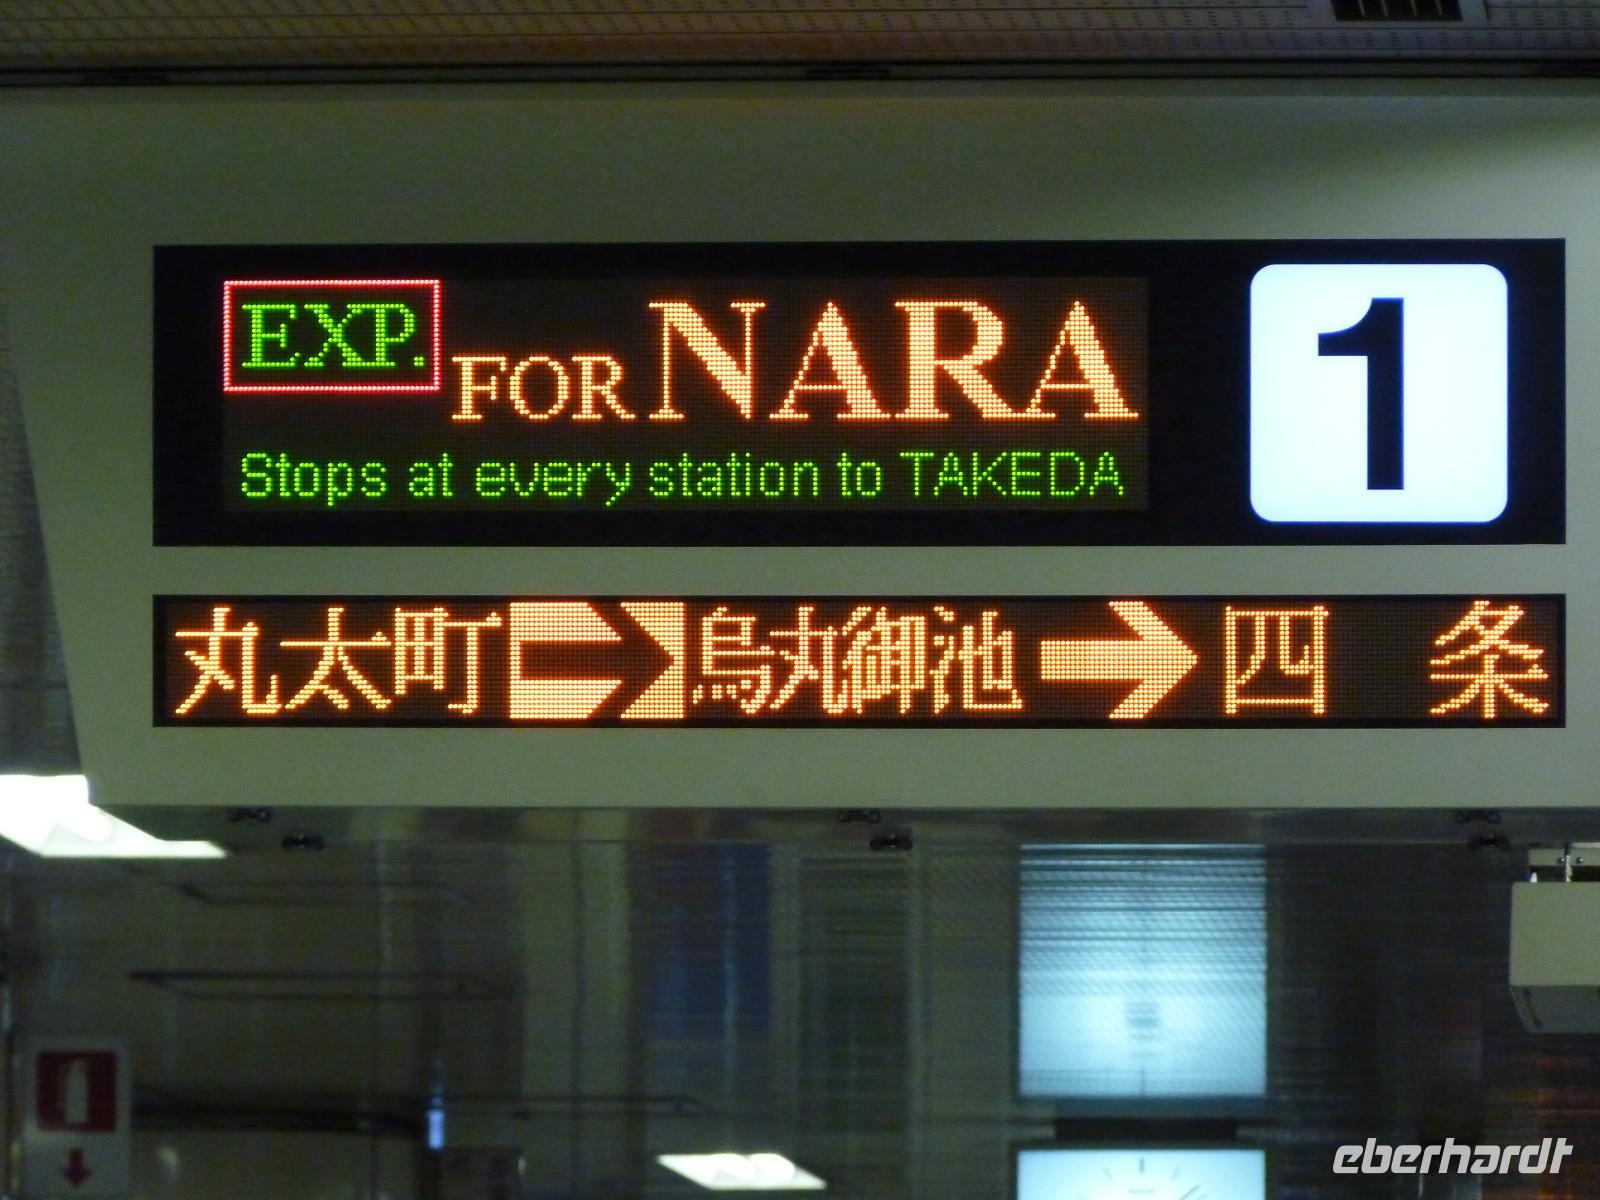 EXP. FOR NARA
Stops at every station to TAKEDA
1
丸太町 烏丸御池 → 四条
eberhardt